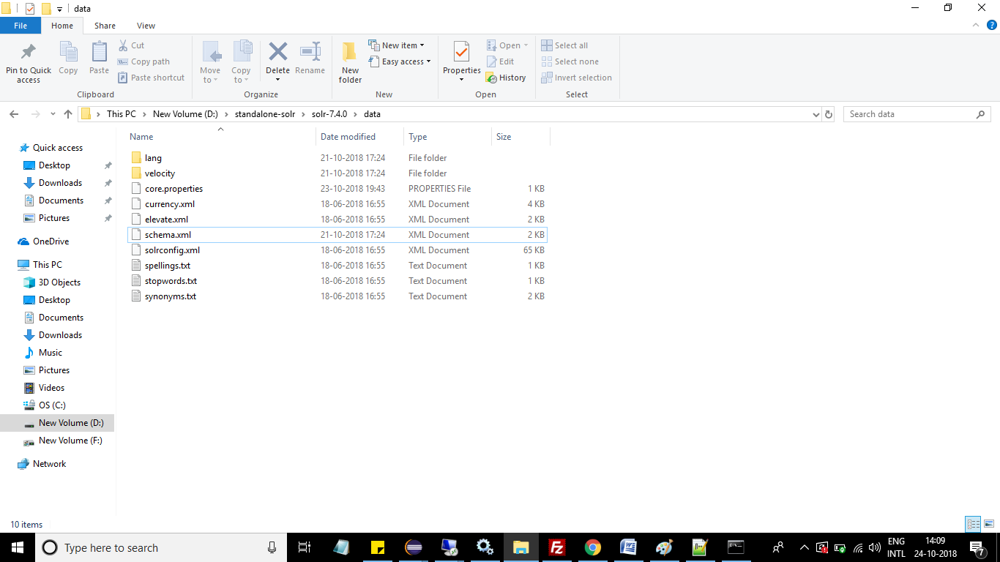 data
File Home Share View
Pin to Quick access
Copy
Paste
Cut
Copy path
Paste shortcut
Clipboard
Move to
Copy to
Delete
Rename
Organize
New folder
New item
Easy access
New
Properties
Open
Edit
History
Open
Select all
Select none
Invert selection
Select
This PC New Volume (D:) standalone-solr solr-7.4.0 data
Search data
Quick access
Desktop
Downloads
Documents
Pictures
OneDrive
This PC
3D Objects
Desktop
Documents
Downloads
Music
Pictures
Videos
OS (C:)
New Volume (D:)
New Volume (F:)
Network
Name Date modified Type Size
lang 21-10-2018 17:24 File folder
velocity 21-10-2018 17:24 File folder
core.properties 23-10-2018 19:43 PROPERTIES File 1 KB
currency.xml 18-06-2018 16:55 XML Document 4 KB
elevate.xml 18-06-2018 16:55 XML Document 2 KB
schema.xml 21-10-2018 17:24 XML Document 2 KB
solrconfig.xml 18-06-2018 16:55 XML Document 65 KB
spellings.txt 18-06-2018 16:55 Text Document 1 KB
stopwords.txt 18-06-2018 16:55 Text Document 1 KB
synonyms.txt 18-06-2018 16:55 Text Document 2 KB
10 items
Type here to search
ENG
INTL
14:09
24-10-2018
7